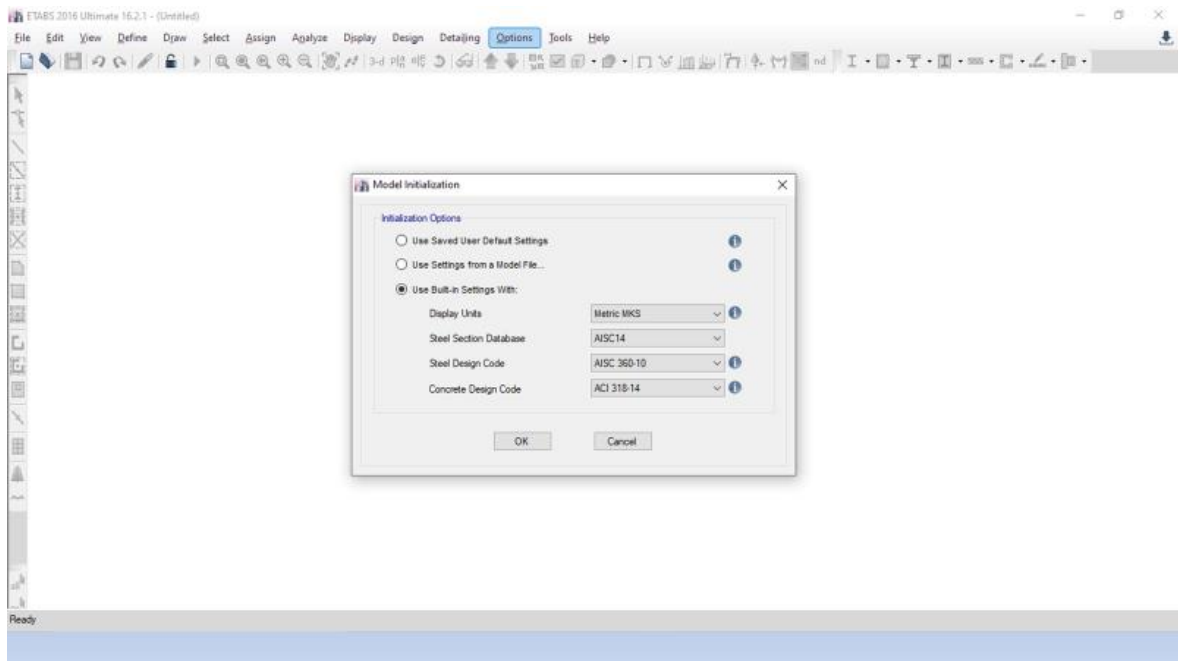 ETABS 2016 Ultimate 16.2.1 - (Untitled)
File Edit View Define Draw Select Assign Analyze Display Design Detailing Options Tools Help
3-d nd
Model Initialization
Initialization Options
Use Saved User Default Settings
Use Settings from a Model File...
Use Built-in Settings With:
Display Units Metric MKS
Steel Section Database AISC14
Steel Design Code AISC 360-10
Concrete Design Code ACI 318-14
OK Cancel
Ready